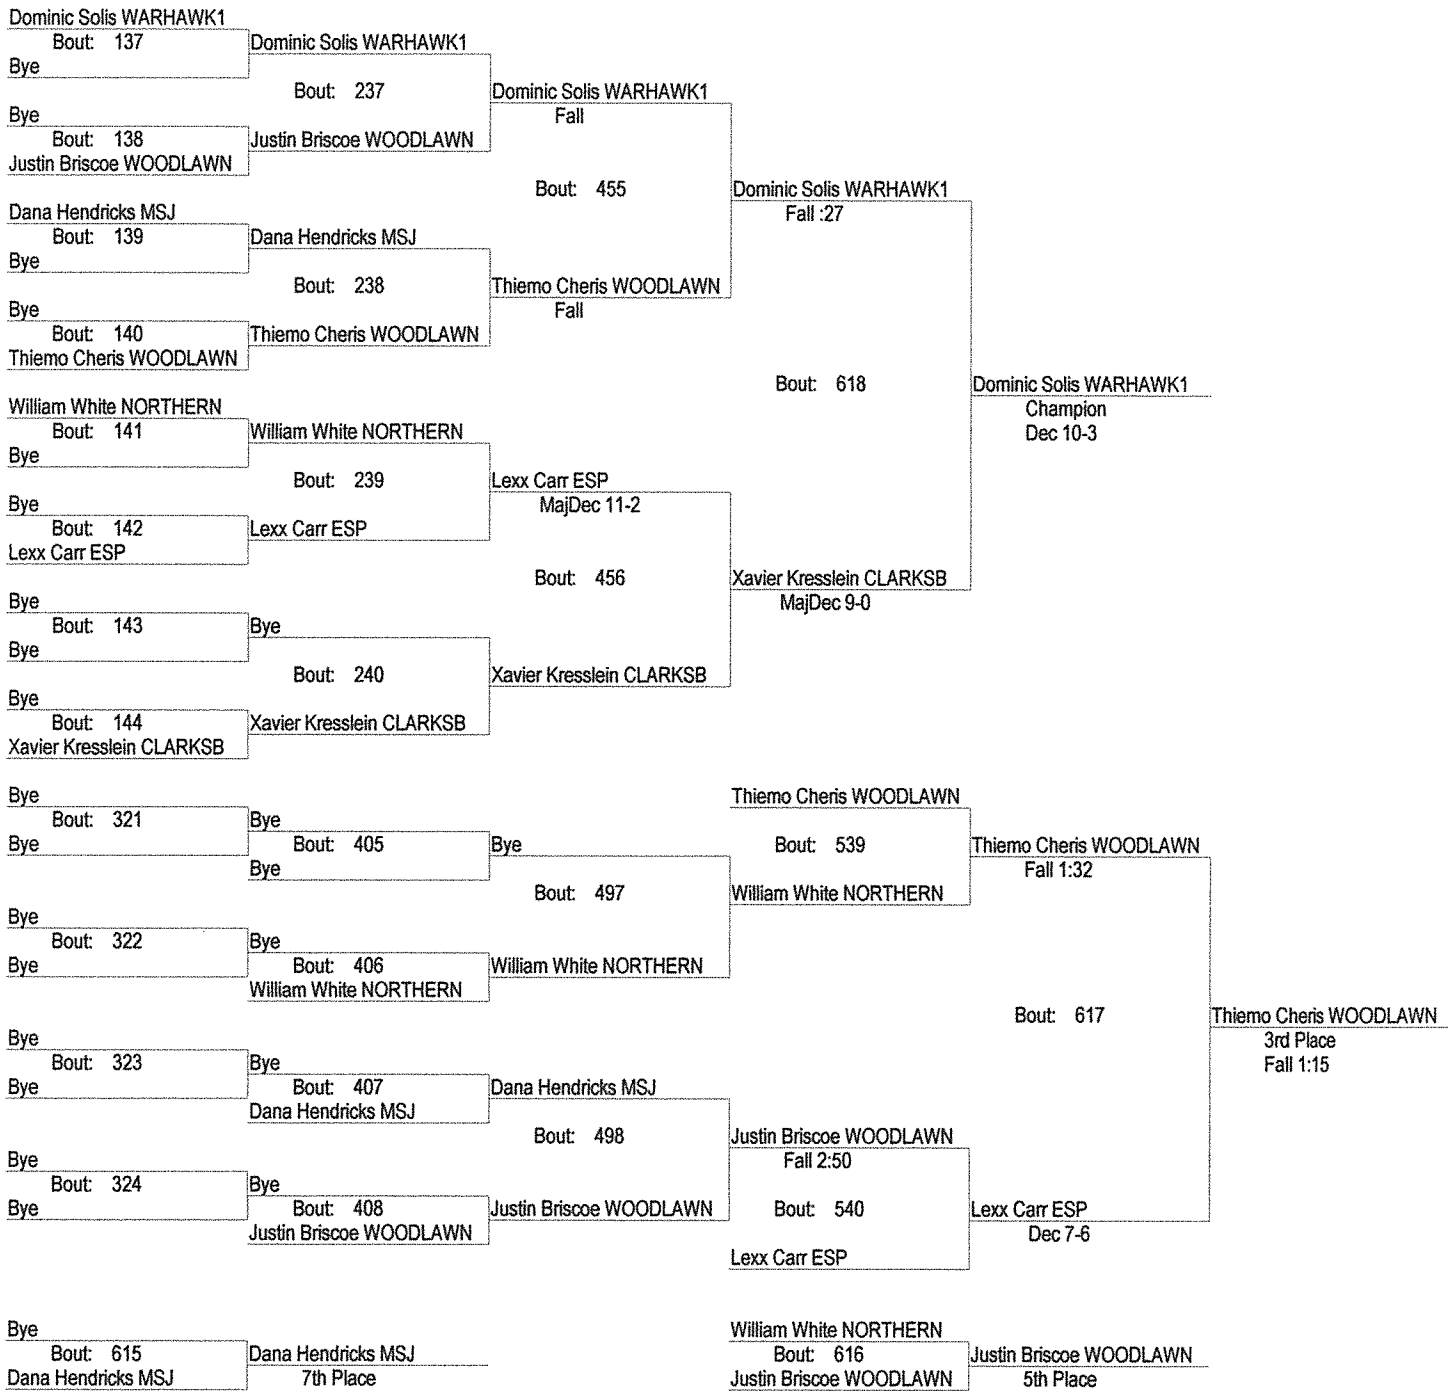 Dominic Solis WARHAWK1
Bout: 137
Dominic Solis WARHAWK1
Bye
Bout: 237
Dominic Solis WARHAWK1
Fall
Bye
Bout: 138
Justin Briscoe WOODLAWN
Justin Briscoe WOODLAWN
Bout: 455
Dominic Solis WARHAWK1
Fall :27
Dana Hendricks MSJ
Bout: 139
Dana Hendricks MSJ
Bye
Bout: 238
Thiemo Cheris WOODLAWN
Fall
Bye
Bout: 140
Thiemo Cheris WOODLAWN
Thiemo Cheris WOODLAWN
Bout: 618
Dominic Solis WARHAWK1
Champion
Dec 10-3
William White NORTHERN
Bout: 141
William White NORTHERN
Bye
Bout: 239
Lexx Carr ESP
MajDec 11-2
Bye
Bout: 142
Lexx Carr ESP
Lexx Carr ESP
Bout: 456
Xavier Kresslein CLARKSB
MajDec 9-0
Bye
Bout: 143
Bye
Bye
Bout: 240
Xavier Kresslein CLARKSB
Bye
Bout: 144
Xavier Kresslein CLARKSB
Xavier Kresslein CLARKSB
Bye
Bout: 321
Bye
Bye
Bout: 405
Bye
Bye
Bout: 497
Thiemo Cheris WOODLAWN
Bout: 539
William White NORTHERN
Thiemo Cheris WOODLAWN
Fall 1:32
Bye
Bout: 322
Bye
Bye
Bout: 406
William White NORTHERN
William White NORTHERN
Bout: 617
Thiemo Cheris WOODLAWN
3rd Place
Fall 1:15
Bye
Bout: 323
Bye
Bye
Bout: 407
Dana Hendricks MSJ
Dana Hendricks MSJ
Bout: 498
Justin Briscoe WOODLAWN
Fall 2:50
Bye
Bout: 324
Bye
Bye
Bout: 408
Justin Briscoe WOODLAWN
Justin Briscoe WOODLAWN
Bout: 540
Lexx Carr ESP
Lexx Carr ESP
Dec 7-6
Bye
Bout: 615
Dana Hendricks MSJ
Dana Hendricks MSJ
7th Place
William White NORTHERN
Bout: 616
Justin Briscoe WOODLAWN
Justin Briscoe WOODLAWN
5th Place